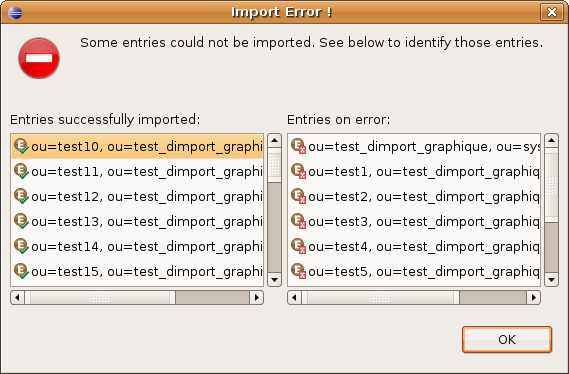 Import Error !
Some entries could not be imported. See below to identify those entries.
Entries successfully imported:
ou=test10, ou=test_dimport_graphi
ou=test11, ou=test_dimport_graphi
ou=test12, ou=test_dimport_graphi
ou=test13, ou=test_dimport_graphi
ou=test14, ou=test_dimport_graphi
ou=test15, ou=test_dimport_graphi
Entries on error:
ou=test_dimport_graphique, ou=sys
ou=test1, ou=test_dimport_graphiq
ou=test2, ou=test_dimport_graphiq
ou=test3, ou=test_dimport_graphiq
ou=test4, ou=test_dimport_graphiq
ou=test5, ou=test_dimport_graphiq
OK